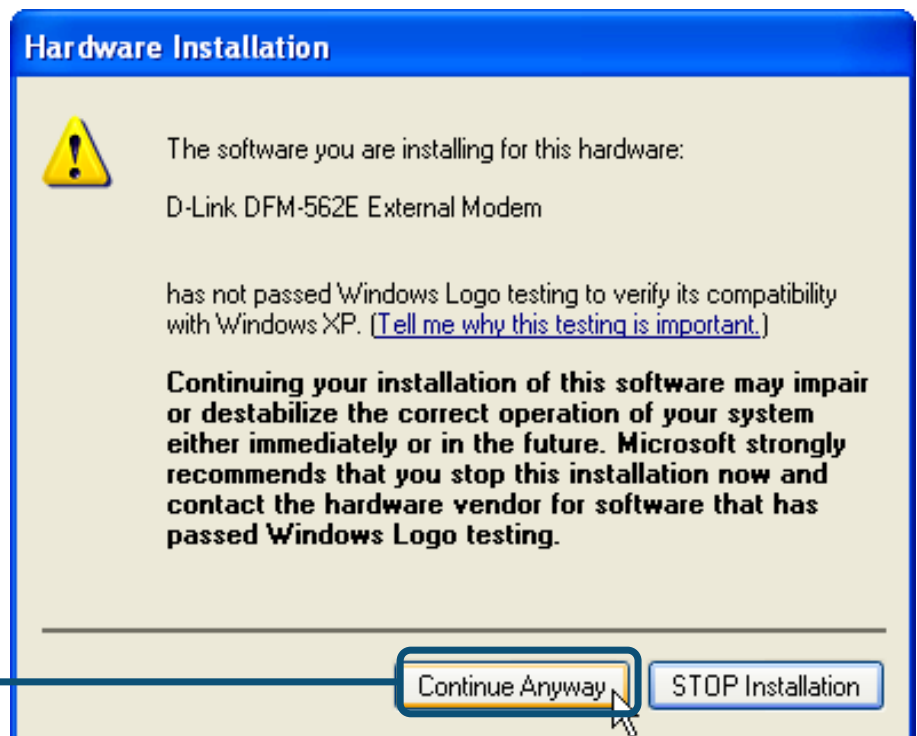 Hardware Installation
The software you are installing for this hardware:
D-Link DFM-562E External Modem
has not passed Windows Logo testing to verify its compatibility
with Windows XP. (Tell me why this testing is important.)
Continuing your installation of this software may impair
or destabilize the correct operation of your system
either immediately or in the future. Microsoft strongly
recommends that you stop this installation now and
contact the hardware vendor for software that has
passed Windows Logo testing.
Continue Anyway
STOP Installation